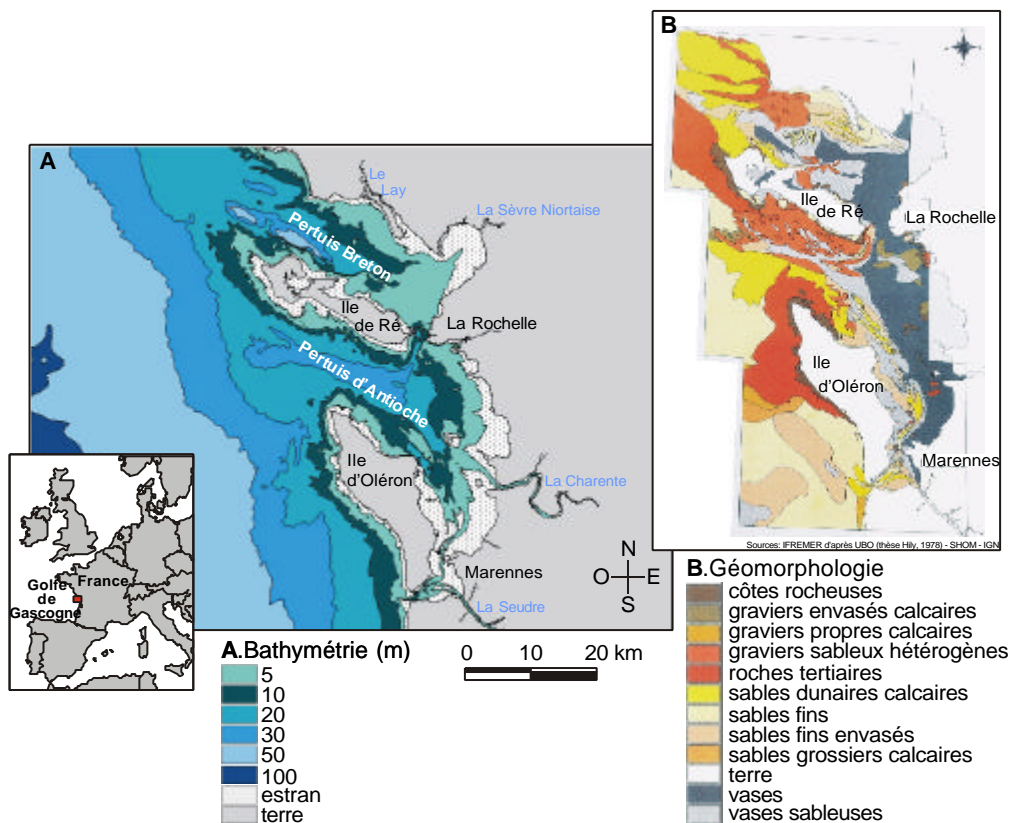 A
Le
Lay
La Sèvre Niortaise
Pertuis Breton
Ile
de Ré
La Rochelle
Pertuis d'Antioche
Ile
d'Oléron
La Charente
Marennes
La Seudre
N
O E
S
Golfe
de
Gascogne
France
A.Bathymétrie (m)
5
10
20
30
50
100
estran
terre
0 10 20 km
B
Ile
de Ré
La Rochelle
Ile
d'Oléron
Marennes
Sources: IFREMER d'après UBO (thèse Hily, 1978) - SHOM - IGN
B.Géomorphologie
côtes rocheuses
graviers envasés calcaires
graviers propres calcaires
graviers sableux hétérogènes
roches tertiaires
sables dunaires calcaires
sables fins
sables fins envasés
sables grossiers calcaires
terre
vases
vases sableuses